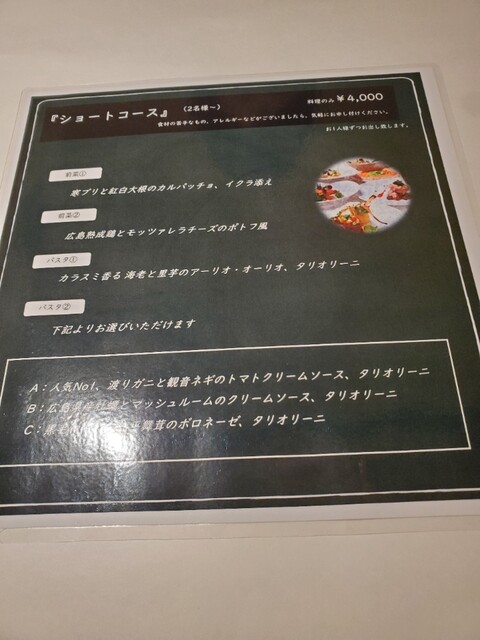 『ショートコース』 (2名様～) 料理のみ ¥4,000
食材の苦手なもの、アレルギーなどがございましたら、気軽にお申し付けください。
お1人様ずつお出し致します。
前菜①
寒ブリと紅白大根のカルパッチョ、イクラ添え
前菜②
広島熟成鶏とモッツァレラチーズのポトフ風
パスタ①
カラスミ香る 海老と里芋のアーリオ・オーリオ、タリオリーニ
パスタ②
下記よりお選びいただけます
A：人気No1、渡りガニと観音ネギのトマトクリームソース、タリオリーニ
B：広島 とマッシュルームのクリームソース、タリオリーニ
C： 舞茸のボロネーゼ、タリオリーニ